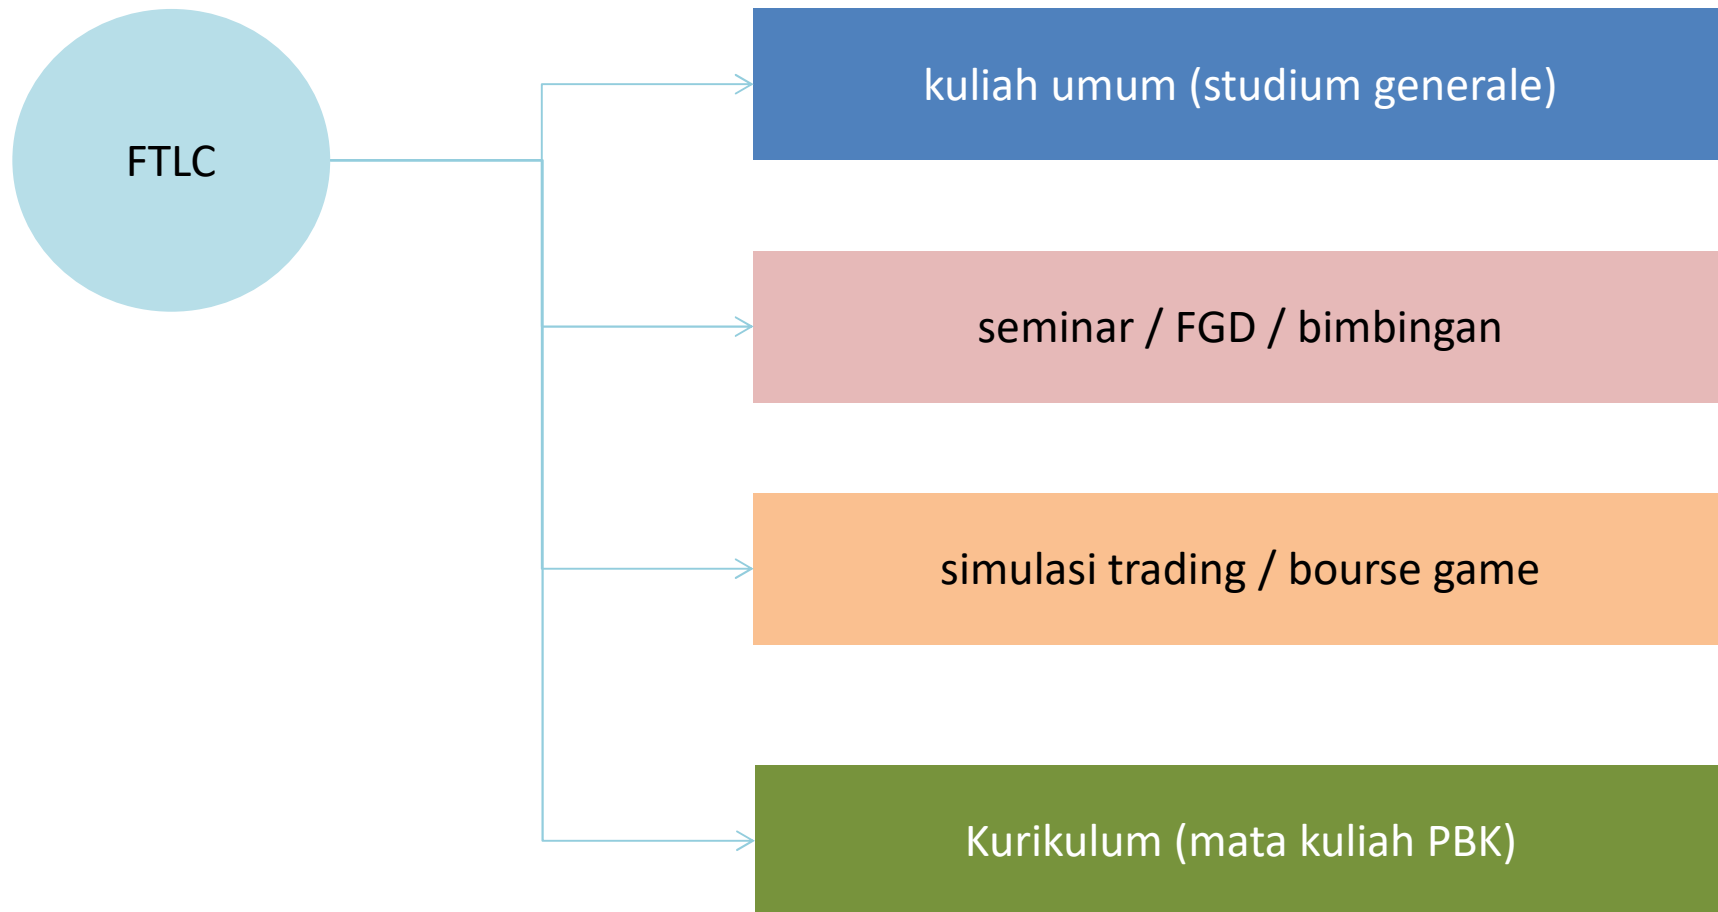 FTLC
kuliah umum (studium generale)
seminar / FGD / bimbingan
simulasi trading / bourse game
Kurikulum (mata kuliah PBK)